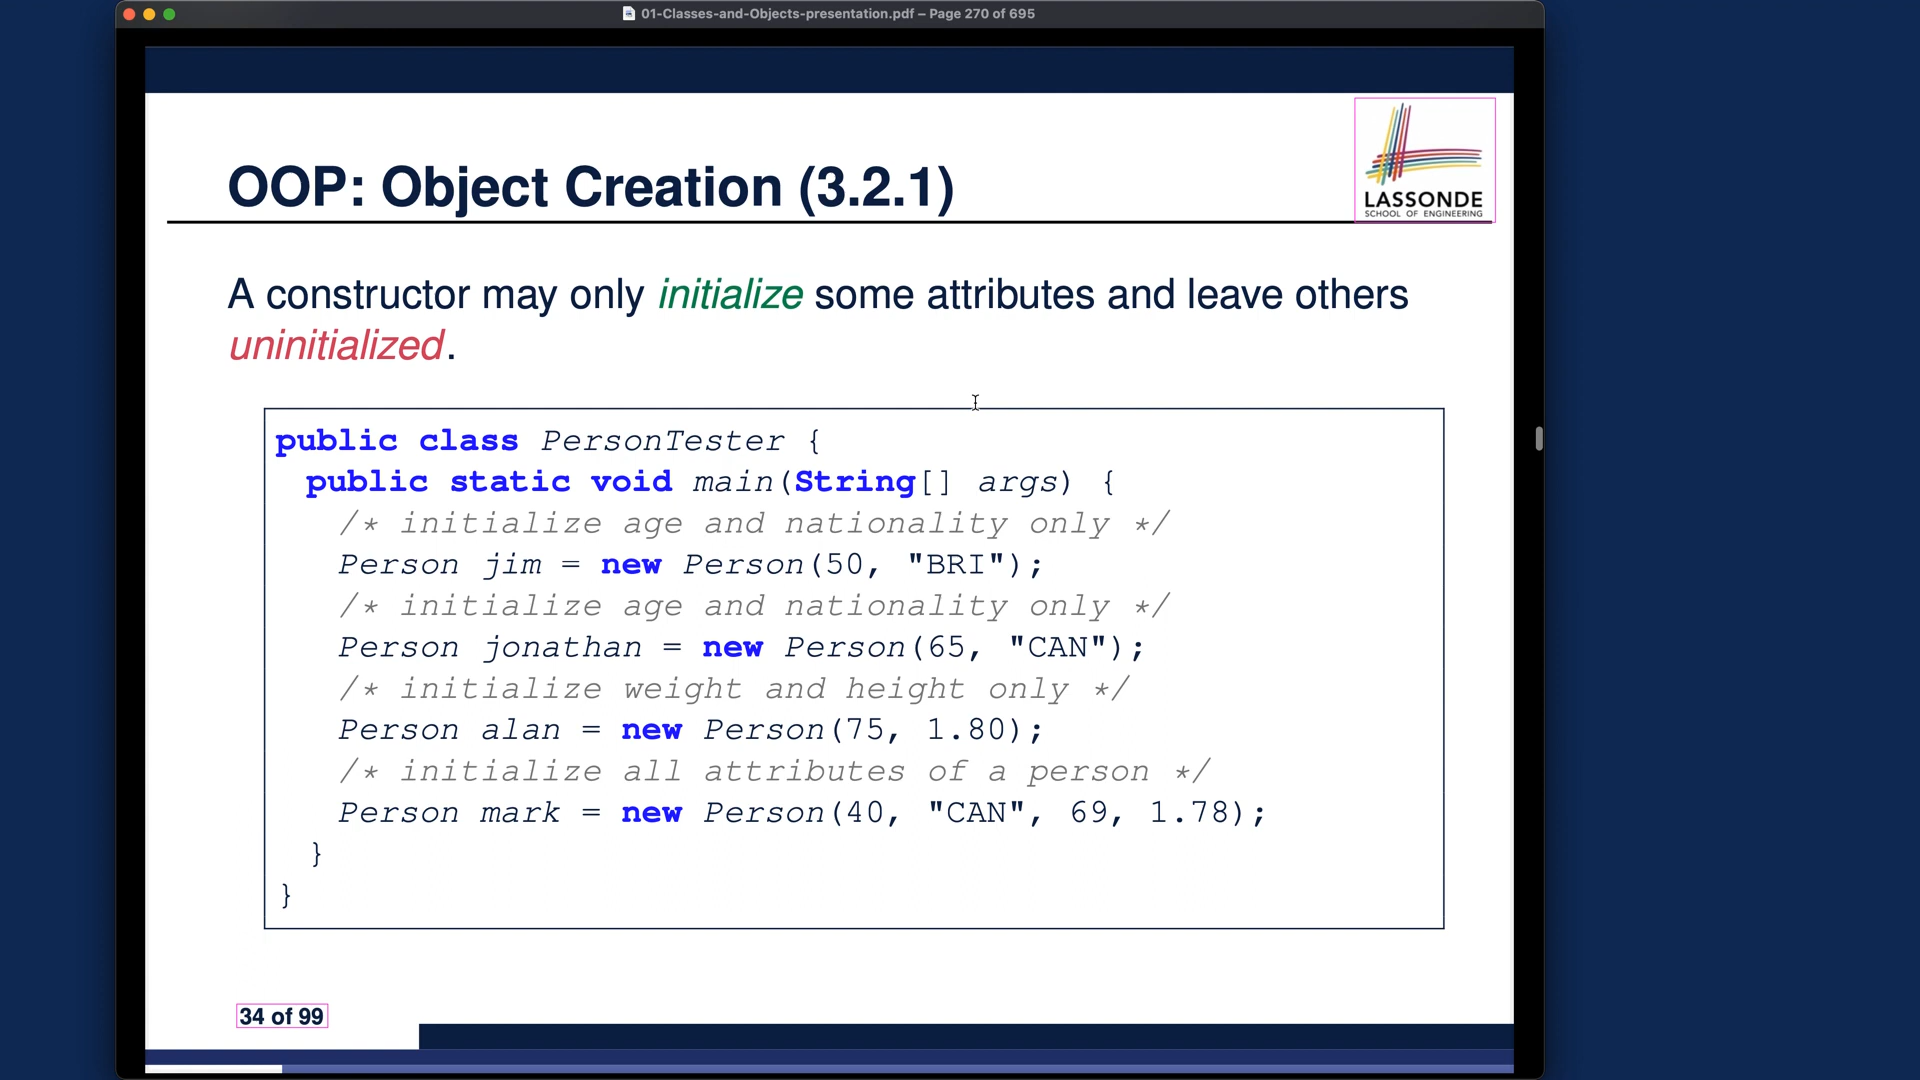 01-Classes-and-Objects-presentation.pdf – Page 270 of 695
OOP: Object Creation (3.2.1)
LASSONDE
SCHOOL OF ENGINEERING
A constructor may only initialize some attributes and leave others
uninitialized.
public class PersonTester {
  public static void main(String[] args) {
    /* initialize age and nationality only */
    Person jim = new Person(50, "BRI");
    /* initialize age and nationality only */
    Person jonathan = new Person(65, "CAN");
    /* initialize weight and height only */
    Person alan = new Person(75, 1.80);
    /* initialize all attributes of a person */
    Person mark = new Person(40, "CAN", 69, 1.78);
  }
}
34 of 99